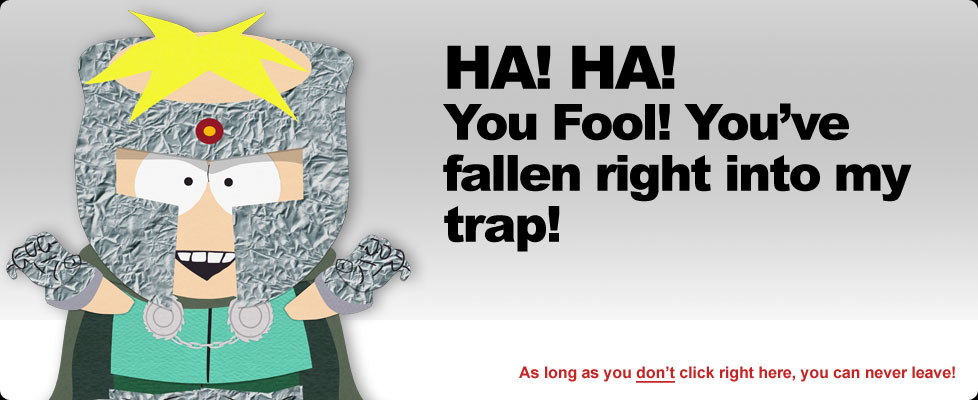 HA! HA!
You Fool! You’ve
fallen right into my
trap!
As long as you don’t click right here, you can never leave!